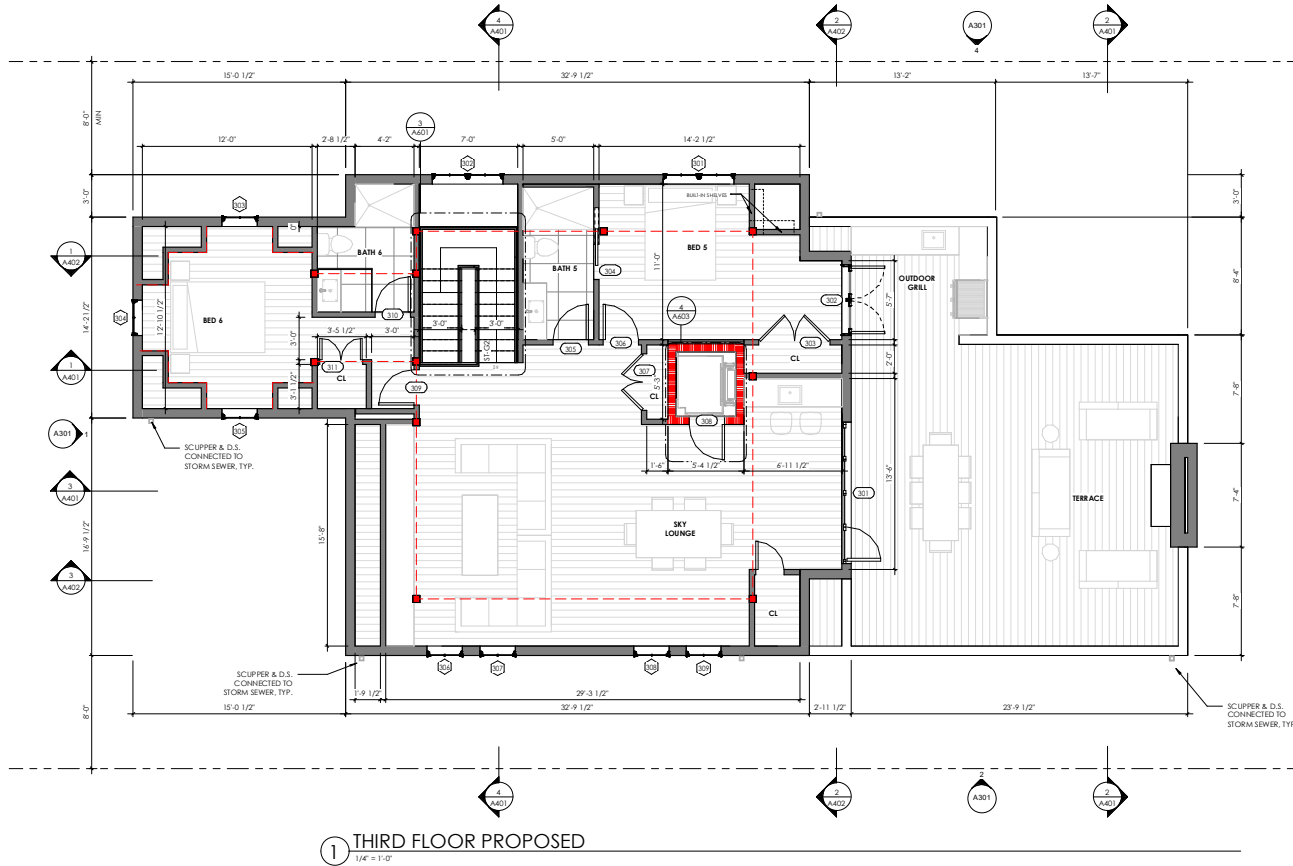 4
A401
2
A402
A301
4
2
A401
15'-0 1/2"
32'-9 1/2"
13'-2"
13'-7"
8'-0"
MIN
3
A601
12'-0"
2'-8 1/2"
4'-2"
7'-0"
5'-0"
14'-2 1/2"
302
301
3'-0"
3'-0"
BUILT-IN SHELVES
303
1
A402
BATH 6
BATH 5
BED 5
11'-0"
304
OUTDOOR
GRILL
8'-4"
5'-7"
302
14'-2 1/2"
12'-10 1/2"
304
BED 6
310
3'-0"
3'-0"
3'-0"
ST-G2
4
A603
3'-5 1/2"
3'-0"
305
306
303
CL
2'-0"
1
A401
311
CL
3'-1 1/2"
309
307
5'-3"
CL
7'-8"
308
305
A301
1
SCUPPER & D.S.
CONNECTED TO
STORM SEWER, TYP.
1'-6"
5'-4 1/2"
6'-11 1/2"
13'-6"
3
A401
301
TERRACE
7'-4"
16'-9 1/2"
15'-8"
SKY
LOUNGE
3
A402
CL
7'-8"
306
307
308
309
SCUPPER & D.S.
CONNECTED TO
STORM SEWER, TYP.
1'-9 1/2"
29'-3 1/2"
15'-0 1/2"
32'-9 1/2"
2'-11 1/2"
23'-9 1/2"
8'-0"
SCUPPER & D.S.
CONNECTED TO
STORM SEWER, TYP
4
A401
2
A402
2
A301
2
A401
1
THIRD FLOOR PROPOSED
1/4" = 1'-0"